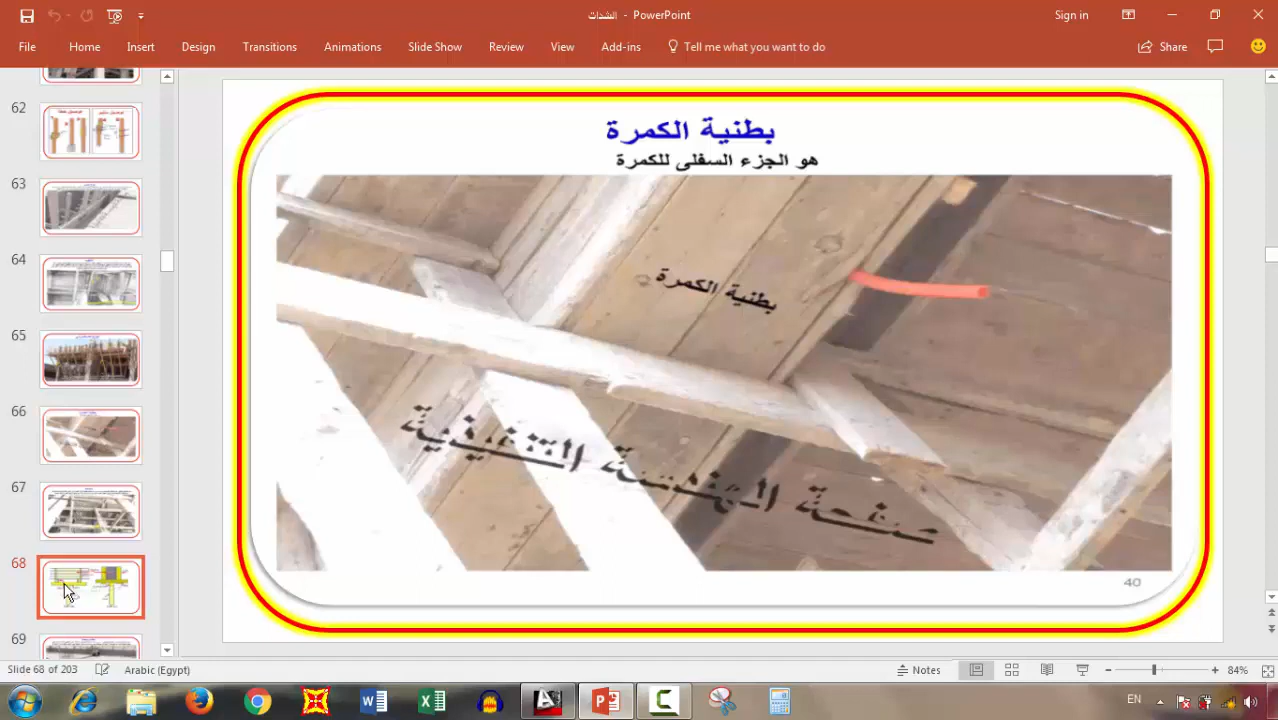 الشدات - PowerPoint
Sign in
File Home Insert Design Transitions Animations Slide Show Review View Add-ins Tell me what you want to do Share
62
63
64
65
66
67
68
69
بطنية الكمرة
هو الجزء السفلى للكمرة
بطنية الكمرة
صفحة الهندسة التنفيذية
40
Slide 68 of 203 Arabic (Egypt) Notes 84%
EN